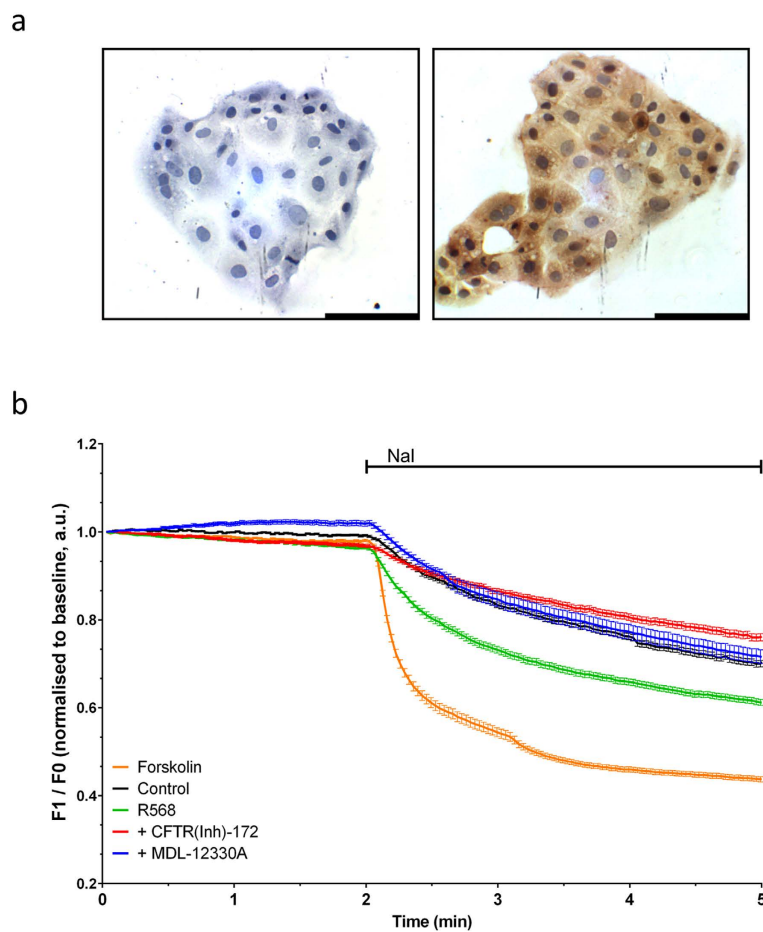 a
b
1.2
1.0
0.8
0.6
0.4
0.2
F1 / F0 (normalised to baseline, a.u.)
NaI
Forskolin
Control
R568
+ CFTR(Inh)-172
+ MDL-12330A
0 1 2 3 4 5
Time (min)